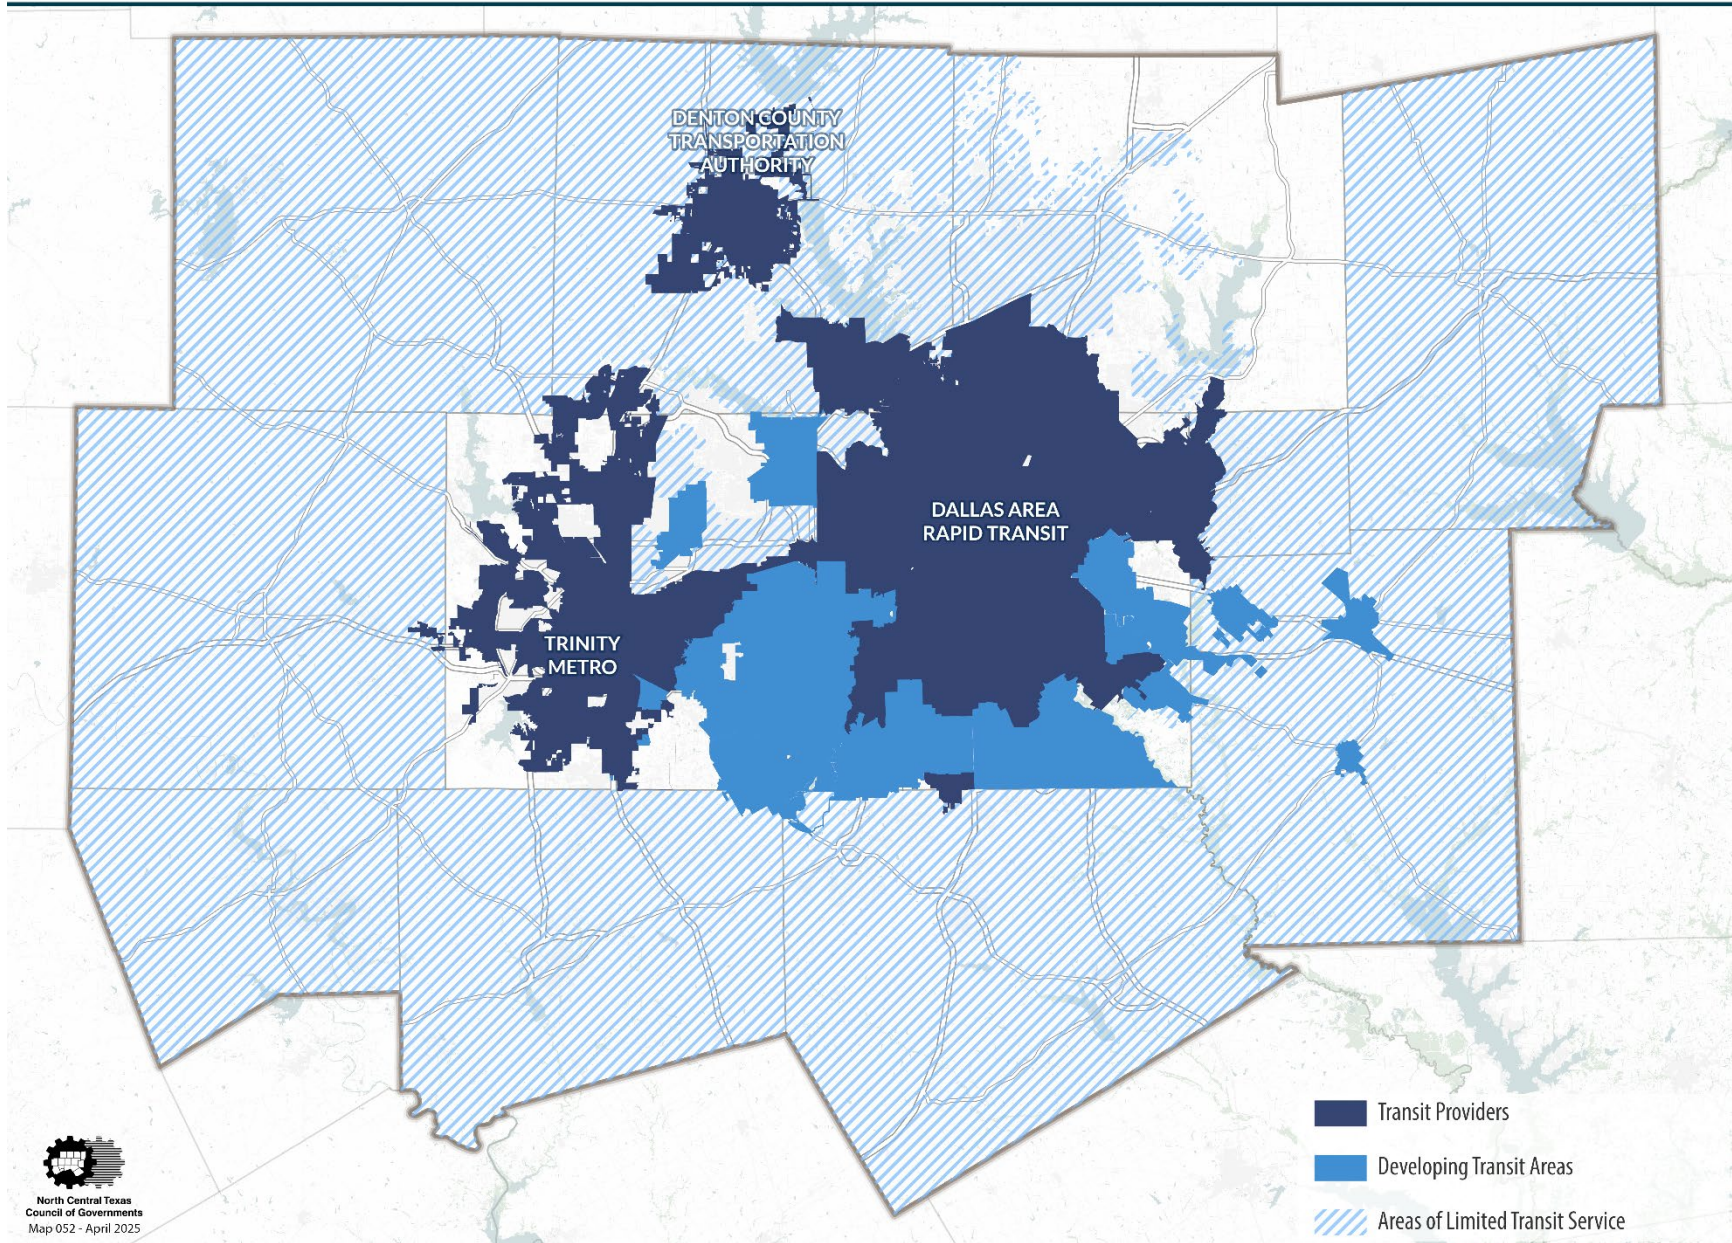 DENTON COUNTY
TRANSPORTATION
AUTHORITY
DALLAS AREA
RAPID TRANSIT
TRINITY
METRO
Transit Providers
Developing Transit Areas
Areas of Limited Transit Service
North Central Texas
Council of Governments
Map 052 - April 2025